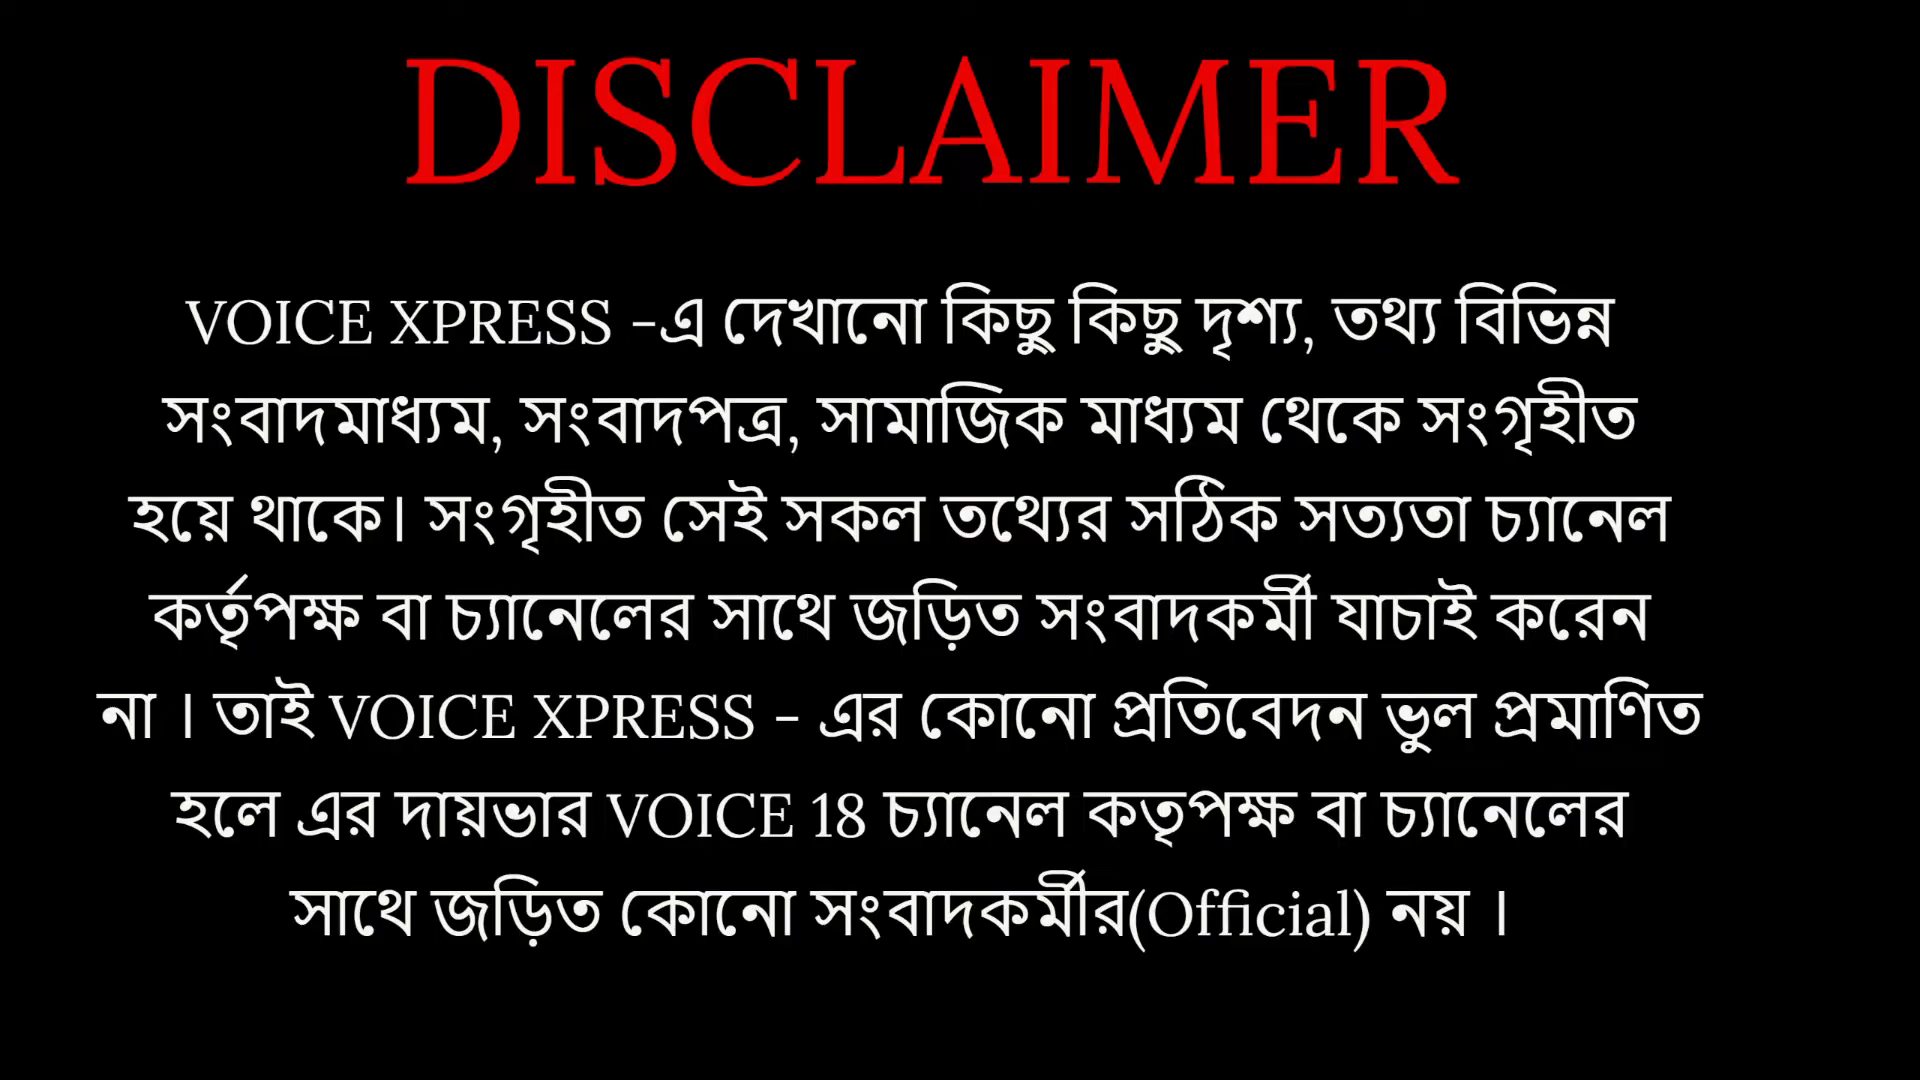 DISCLAIMER
VOICE XPRESS -এ দেখানো কিছু কিছু দৃশ্য, তথ্য বিভিন্ন
সংবাদমাধ্যম, সংবাদপত্র, সামাজিক মাধ্যম থেকে সংগৃহীত
হয়ে থাকে। সংগৃহীত সেই সকল তথ্যের সঠিক সত্যতা চ্যানেল
কর্তৃপক্ষ বা চ্যানেলের সাথে জড়িত সংবাদকর্মী যাচাই করেন
না । তাই VOICE XPRESS - এর কোনো প্রতিবেদন ভুল প্রমাণিত
হলে এর দায়ভার VOICE 18 চ্যানেল কতৃপক্ষ বা চ্যানেলের
সাথে জড়িত কোনো সংবাদকর্মীর(Official) নয় ।